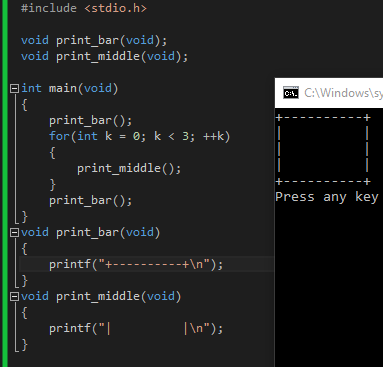 #include <stdio.h>
void print_bar(void);
void print_middle(void);
int main(void)
{
    print_bar();
    for(int k = 0; k < 3; ++k)
    {
        print_middle();
    }
    print_bar();
}
void print_bar(void)
{
    printf("+----------+\n");
}
void print_middle(void)
{
    printf("|          |\n");
}
C:\Windows\sy
+----------+
|          |
|          |
|          |
+----------+
Press any key